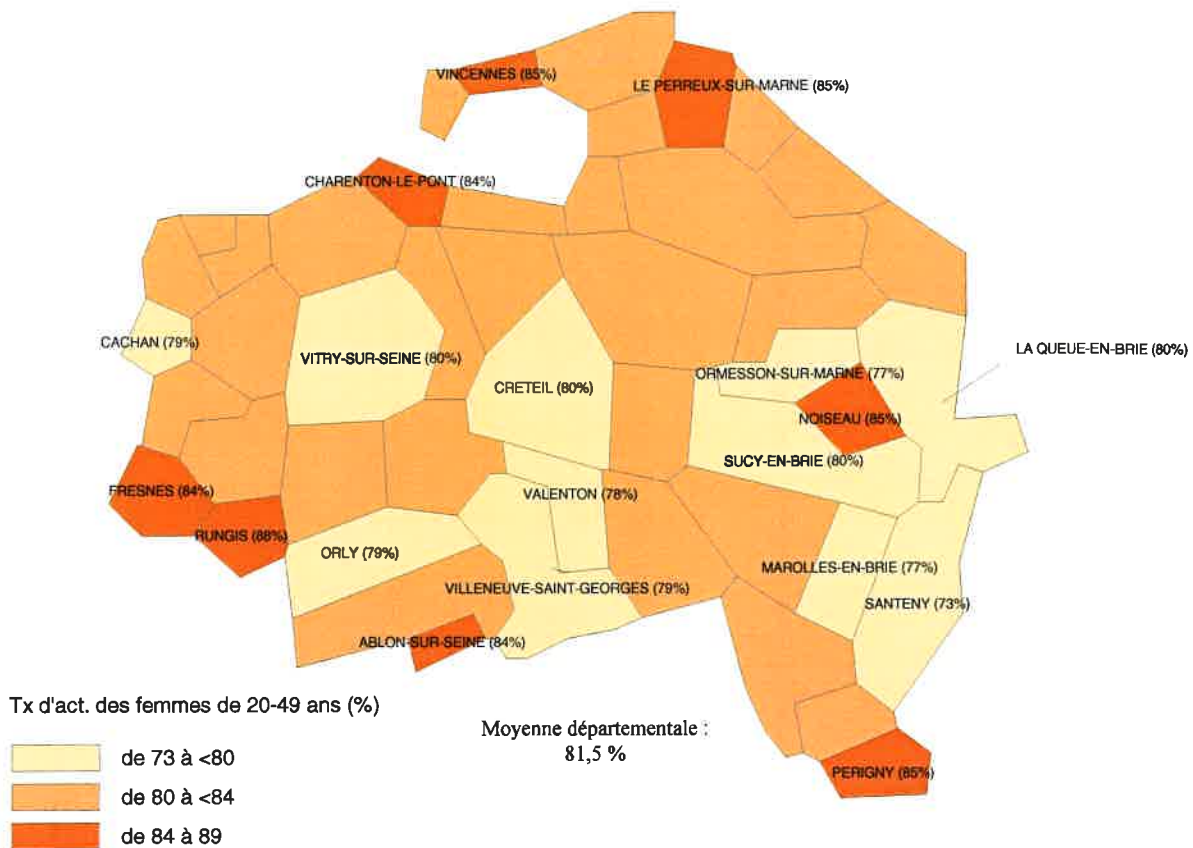 VINCENNES (85%)
LE PERREUX-SUR-MARNE (85%)
CHARENTON-LE-PONT (84%)
CACHAN (79%)
VITRY-SUR-SEINE (80%)
LA QUEUE-EN-BRIE (80%)
ORMESSON-SUR-MARNE (77%)
CRETEIL (80%)
NOISEAU (85%)
SUCY-EN-BRIE (80%)
FRESNES (84%)
VALENTON (78%)
RUNGIS (88%)
ORLY (79%)
MAROLLES-EN-BRIE (77%)
VILLENEUVE-SAINT-GEORGES (79%)
SANTENY (73%)
ABLON-SUR-SEINE (84%)
Tx d'act. des femmes de 20-49 ans (%)
Moyenne départementale :
81,5 %
de 73 à <80
PERIGNY (85%)
de 80 à <84
de 84 à 89